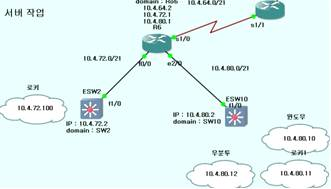 서버 작업
domain : Ro6
10.4.64.2
10.4.72.1
10.4.80.1
R6
10.4.64.0/21
s1/1
s1/0
10.4.72.0/21
f0/0
e2/0
10.4.80.0/21
로키
10.4.72.100
ESW2
f1/0
IP : 10.4.72.2
domain : SW2
ESW10
f1/0
IP : 10.4.80.2
domain : SW10
윈도우
10.4.80.10
우분투
10.4.80.12
로키1
10.4.80.11